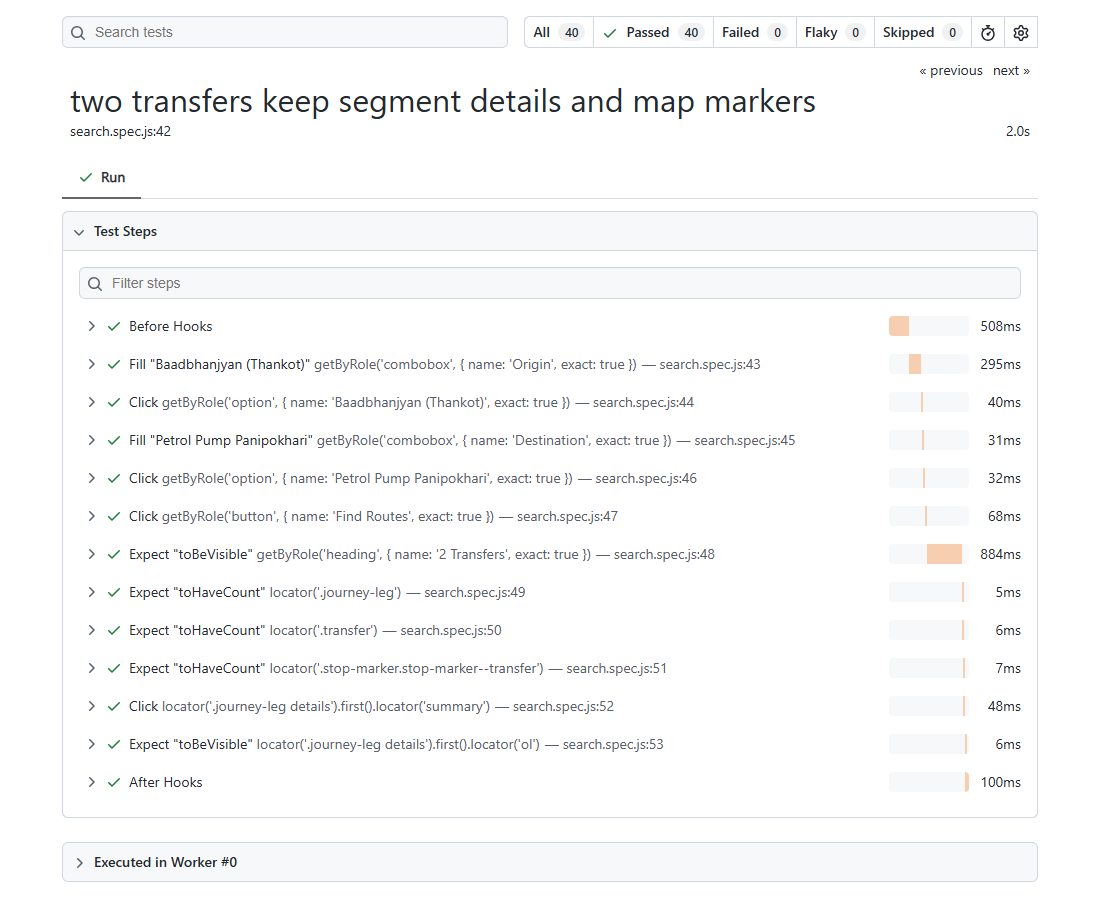 Search tests
All 40 Passed 40 Failed 0 Flaky 0 Skipped 0
« previous next »
two transfers keep segment details and map markers
search.spec.js:42 2.0s
Run
Test Steps
Filter steps
Before Hooks 508ms
Fill "Baadbhanjyan (Thankot)" getByRole('combobox', { name: 'Origin', exact: true }) — search.spec.js:43 295ms
Click getByRole('option', { name: 'Baadbhanjyan (Thankot)', exact: true }) — search.spec.js:44 40ms
Fill "Petrol Pump Panipokhari" getByRole('combobox', { name: 'Destination', exact: true }) — search.spec.js:45 31ms
Click getByRole('option', { name: 'Petrol Pump Panipokhari', exact: true }) — search.spec.js:46 32ms
Click getByRole('button', { name: 'Find Routes', exact: true }) — search.spec.js:47 68ms
Expect "toBeVisible" getByRole('heading', { name: '2 Transfers', exact: true }) — search.spec.js:48 884ms
Expect "toHaveCount" locator('.journey-leg') — search.spec.js:49 5ms
Expect "toHaveCount" locator('.transfer') — search.spec.js:50 6ms
Expect "toHaveCount" locator('.stop-marker.stop-marker--transfer') — search.spec.js:51 7ms
Click locator('.journey-leg details').first().locator('summary') — search.spec.js:52 48ms
Expect "toBeVisible" locator('.journey-leg details').first().locator('ol') — search.spec.js:53 6ms
After Hooks 100ms
Executed in Worker #0